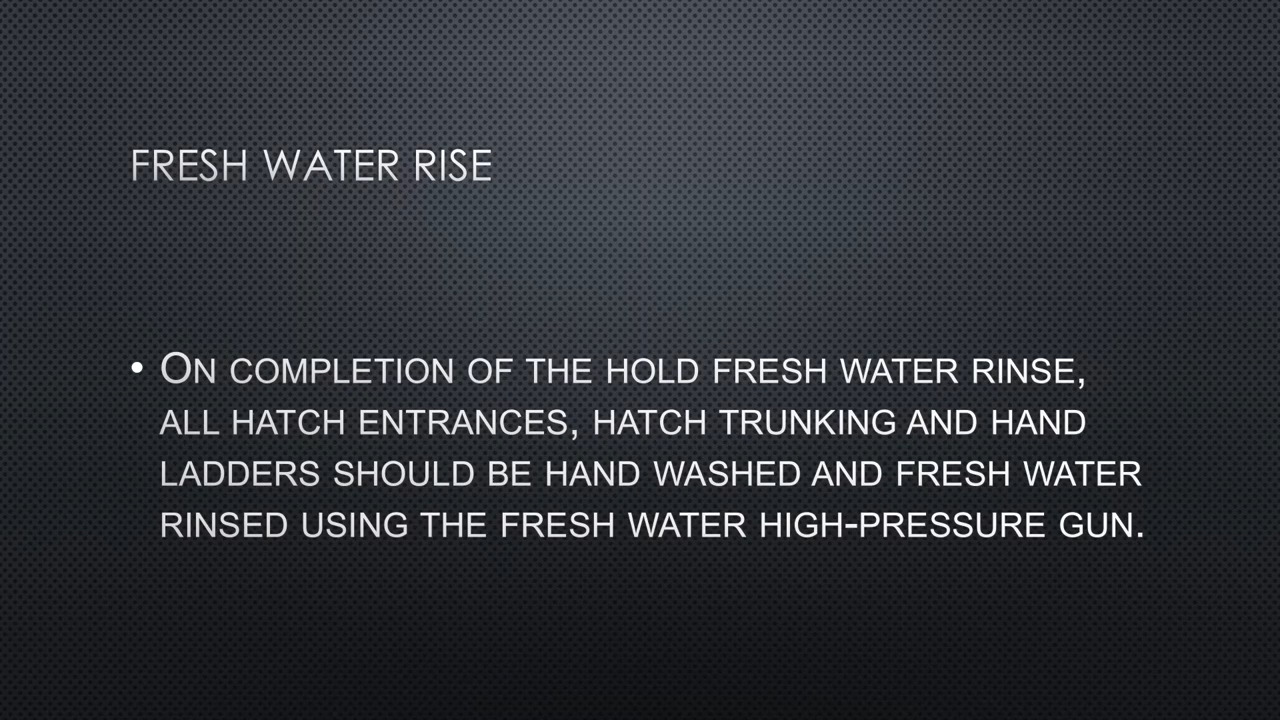 FRESH WATER RISE
• ON COMPLETION OF THE HOLD FRESH WATER RINSE,
ALL HATCH ENTRANCES, HATCH TRUNKING AND HAND
LADDERS SHOULD BE HAND WASHED AND FRESH WATER
RINSED USING THE FRESH WATER HIGH-PRESSURE GUN.